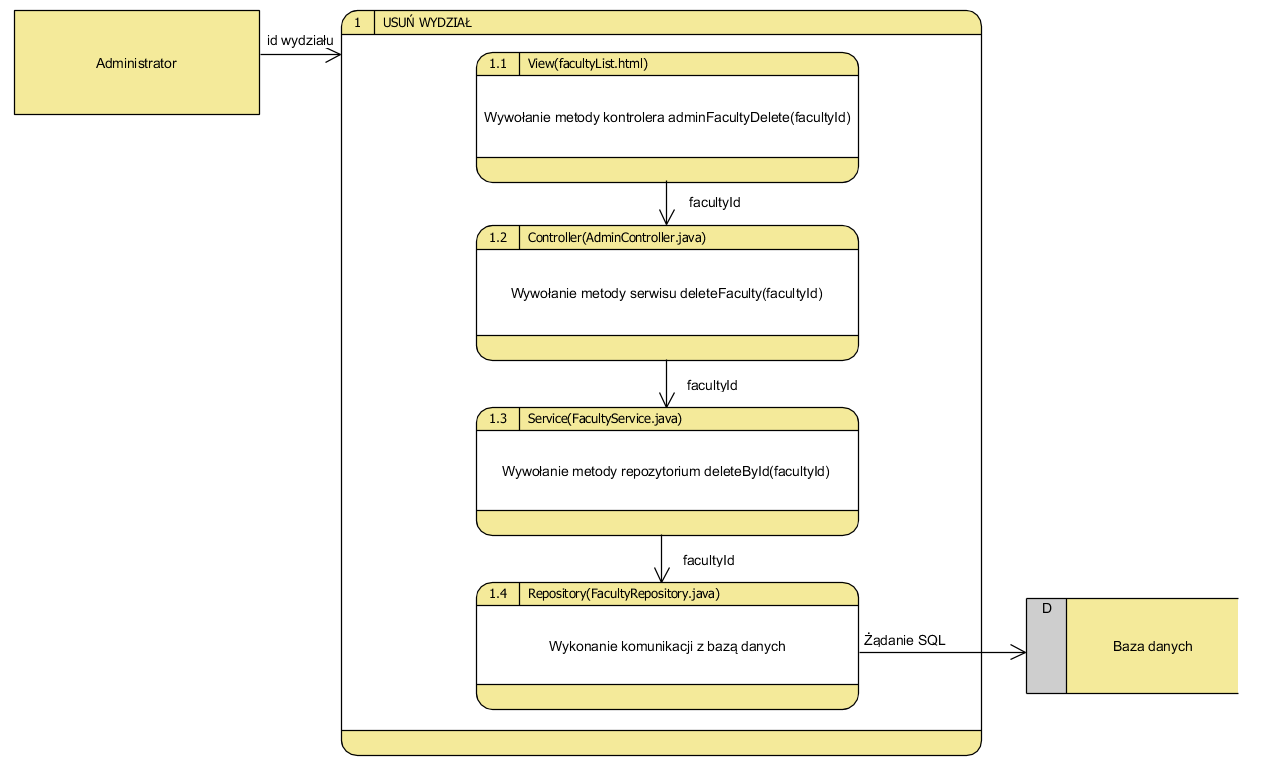 Administrator
id wydziału
1 USUŃ WYDZIAŁ
1.1 View(facultyList.html)
Wywołanie metody kontrolera adminFacultyDelete(facultyId)
facultyId
1.2 Controller(AdminController.java)
Wywołanie metody serwisu deleteFaculty(facultyId)
facultyId
1.3 Service(FacultyService.java)
Wywołanie metody repozytorium deleteById(facultyId)
facultyId
1.4 Repository(FacultyRepository.java)
Wykonanie komunikacji z bazą danych
Żądanie SQL
D
Baza danych